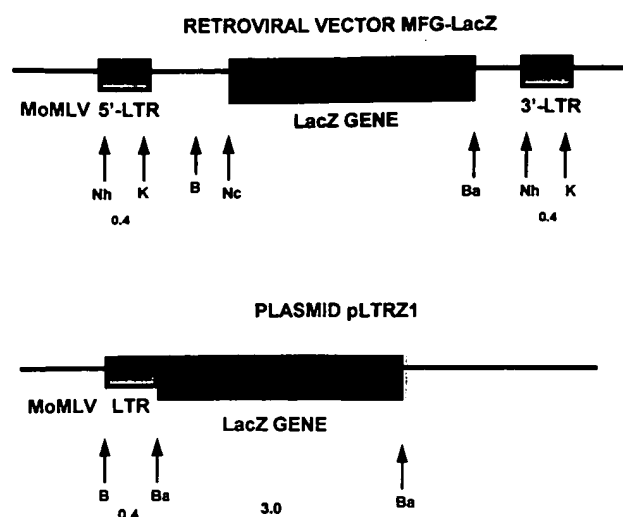 RETROVIRAL VECTOR MFG-LacZ
MoMLV 5'-LTR
LacZ GENE
3'-LTR
Nh K B Nc Ba Nh K
0.4 0.4
PLASMID pLTRZ1
MoMLV LTR
LacZ GENE
B Ba Ba
0.4 3.0